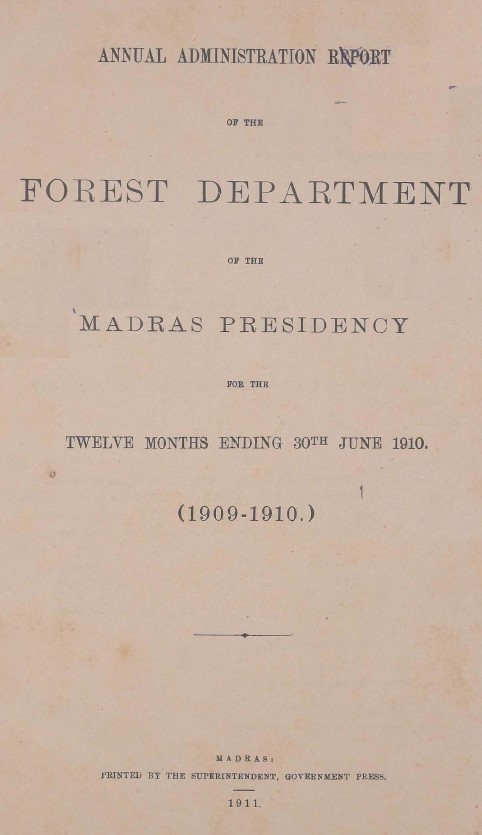 ANNUAL ADMINISTRATION REPORT
OF THE
FOREST DEPARTMENT
OF THE
MADRAS PRESIDENCY
FOR THE
TWELVE MONTHS ENDING 30TH JUNE 1910.
(1909-1910.)
MADRAS:
PRINTED BY THE SUPERINTENDENT, GOVERNMENT PRESS.
1911.